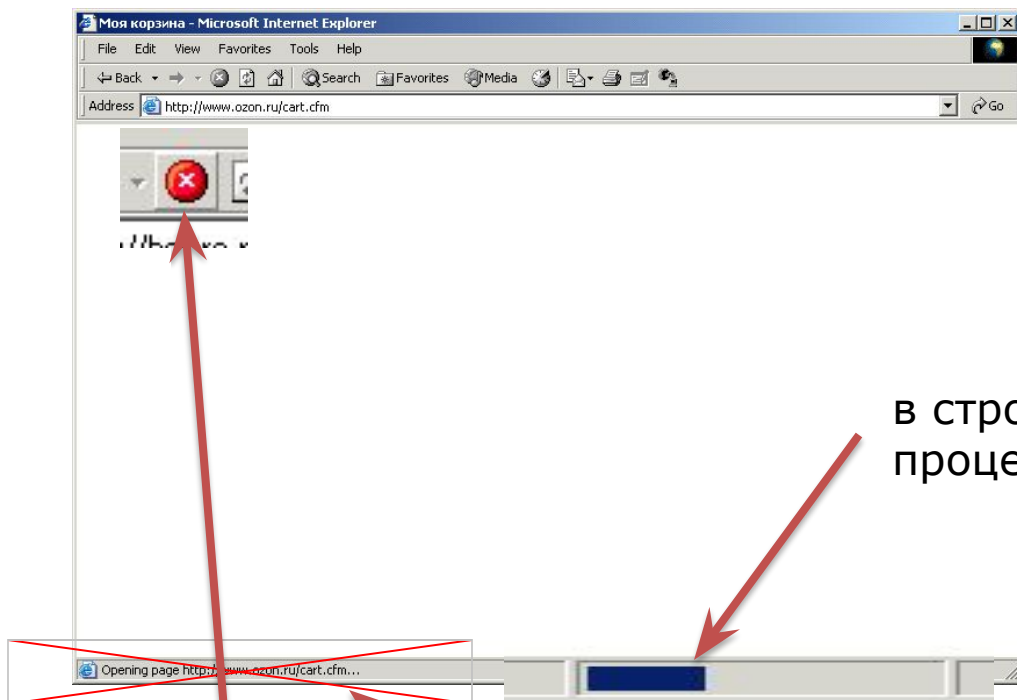 Моя корзина - Microsoft Internet Explorer
File Edit View Favorites Tools Help
Back Search Favorites Media
Address http://www.ozon.ru/cart.cfm Go
в стро
проце
Opening page http://www.ozon.ru/cart.cfm...